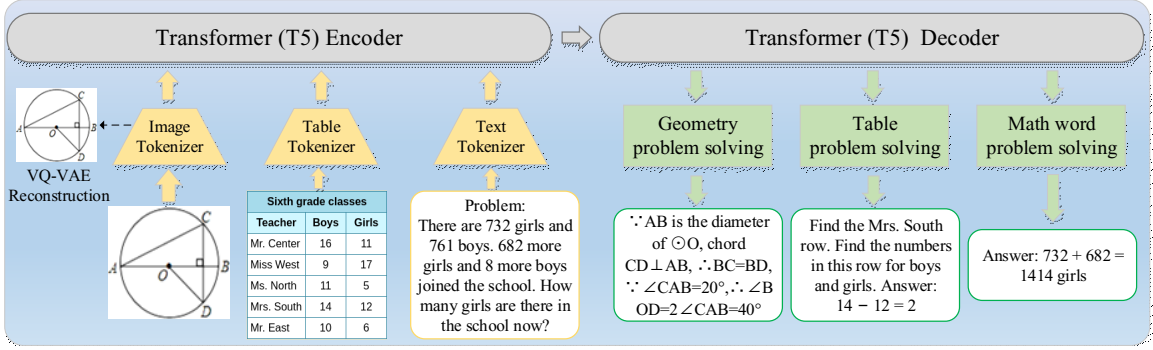 Transformer (T5) Encoder
Transformer (T5) Decoder
Image
Tokenizer
Table
Tokenizer
Text
Tokenizer
Geometry
problem solving
Table
problem solving
Math word
problem solving
A
O
B
C
D
VQ-VAE
Reconstruction
A
O
B
C
D
Sixth grade classes
Teacher Boys Girls
Mr. Center 16 11
Miss West 9 17
Ms. North 11 5
Mrs. South 14 12
Mr. East 10 6
Problem:
There are 732 girls and
761 boys. 682 more
girls and 8 more boys
joined the school. How
many girls are there in
the school now?
∵AB is the diameter
of ⊙O, chord
CD⊥AB, ∴BC=BD,
∵ ∠CAB=20°,∴ ∠B
OD=2∠CAB=40°
Find the Mrs. South
row. Find the numbers
in this row for boys
and girls. Answer:
14 − 12 = 2
Answer: 732 + 682 =
1414 girls